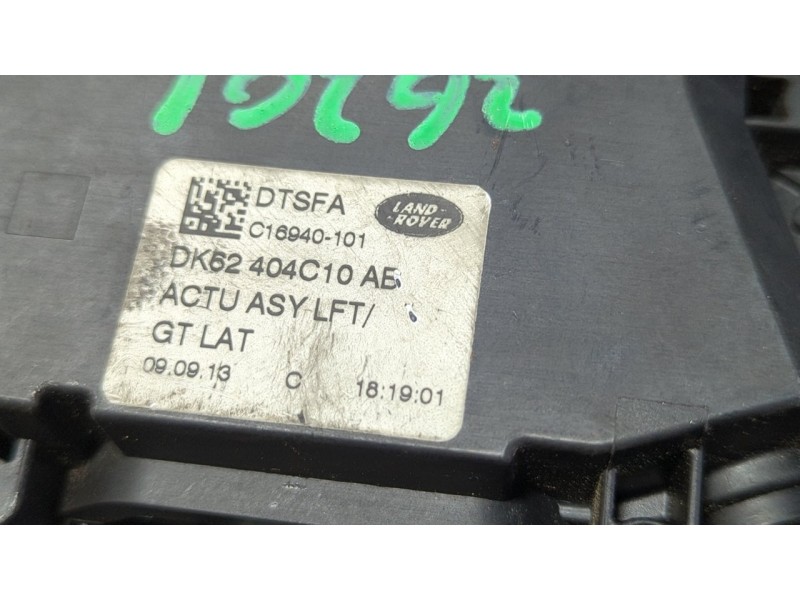 DTSFA
LAND-
-ROVER
C16940-101
DK62 404C10 AB
ACTU ASY LFT/
GT LAT
09.09.13 C 18:19:01